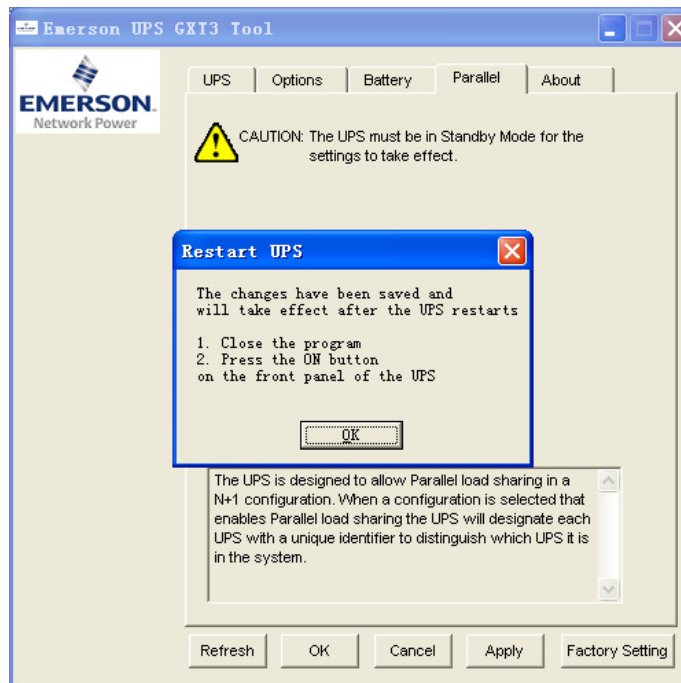 Emerson UPS GXT3 Tool
EMERSON.
Network Power
UPS
Options
Battery
Parallel
About
CAUTION: The UPS must be in Standby Mode for the
settings to take effect.
Restart UPS
The changes have been saved and
will take effect after the UPS restarts
1. Close the program
2. Press the ON button
on the front panel of the UPS
OK
The UPS is designed to allow Parallel load sharing in a
N+1 configuration. When a configuration is selected that
enables Parallel load sharing the UPS will designate each
UPS with a unique identifier to distinguish which UPS it is
in the system.
Refresh
OK
Cancel
Apply
Factory Setting